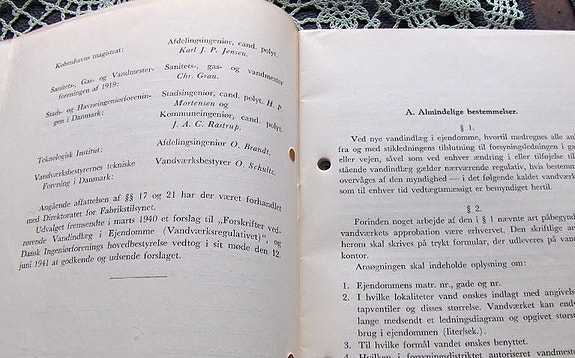 Københavns magistrat:
Afdelingsingeniør, cand. polyt.
Karl J. P. Jensen.
Sanitets-, Gas- og Vandmester-
foreningen af 1919:
Sanitets-, gas- og vandmester
Chr. Grau.
Stads- og Havneingeniørforenin-
gen i Danmark:
Stadsingeniør, cand. polyt. H. P.
Mortensen og
Kommuneingeniør, cand. polyt.
J. A. C. Rastrup.
Teknologisk Institut:
Afdelingsingeniør O. Brandt.
Vandværksbestyrernes tekniske
Forening i Danmark:
Vandværksbestyrer O. Schultz.
Angående affattelsen af §§ 17 og 21 har der været forhandlet
med Direktoratet for Fabrikstilsynet.
Udvalget fremsendte i marts 1940 et forslag til „Forskrifter ved-
rørende Vandindlæg i Ejendomme (Vandværksregulativet)“, og
Dansk Ingeniørforenings hovedbestyrelse vedtog i sit møde den 12.
juni 1941 at godkende og udsende forslaget.
A. Almindelige bestemmelser.
§ 1.
Ved nye vandindlæg i ejendomme, hvortil medregnes alle an
fra og med stikledningens tilslutning til forsyningsledningen i ga
eller vejen, såvel som ved enhver ændring i eller tilføjelse til
stående vandindlæg gælder nærværende regulativ, hvis bestemm
overvåges af den myndighed — i det følgende kaldet vandværk
som til enhver tid vedtægtsmæssigt er bemyndiget hertil.
§ 2.
Forinden noget arbejde af den i § 1 nævnte art påbegynd
vandværkets approbation være erhvervet. Den skriftlige an
herom skal skrives på trykt formular, der udleveres på van
kontor.
Ansøgningen skal indeholde oplysning om:
1. Ejendommens matr. nr., gade og nr.
2. I hvilke lokaliteter vand ønskes indlagt med angivels
tapventiler og disses størrelse. Vandværket kan end
lange medsendt et ledningsdiagram og opgivet størs
brug i ejendommen (liter/sek.).
3. Til hvilke formål vandet ønskes benyttet.
4. Hvilken i forsyningsdistriktet autoriseret vandmest